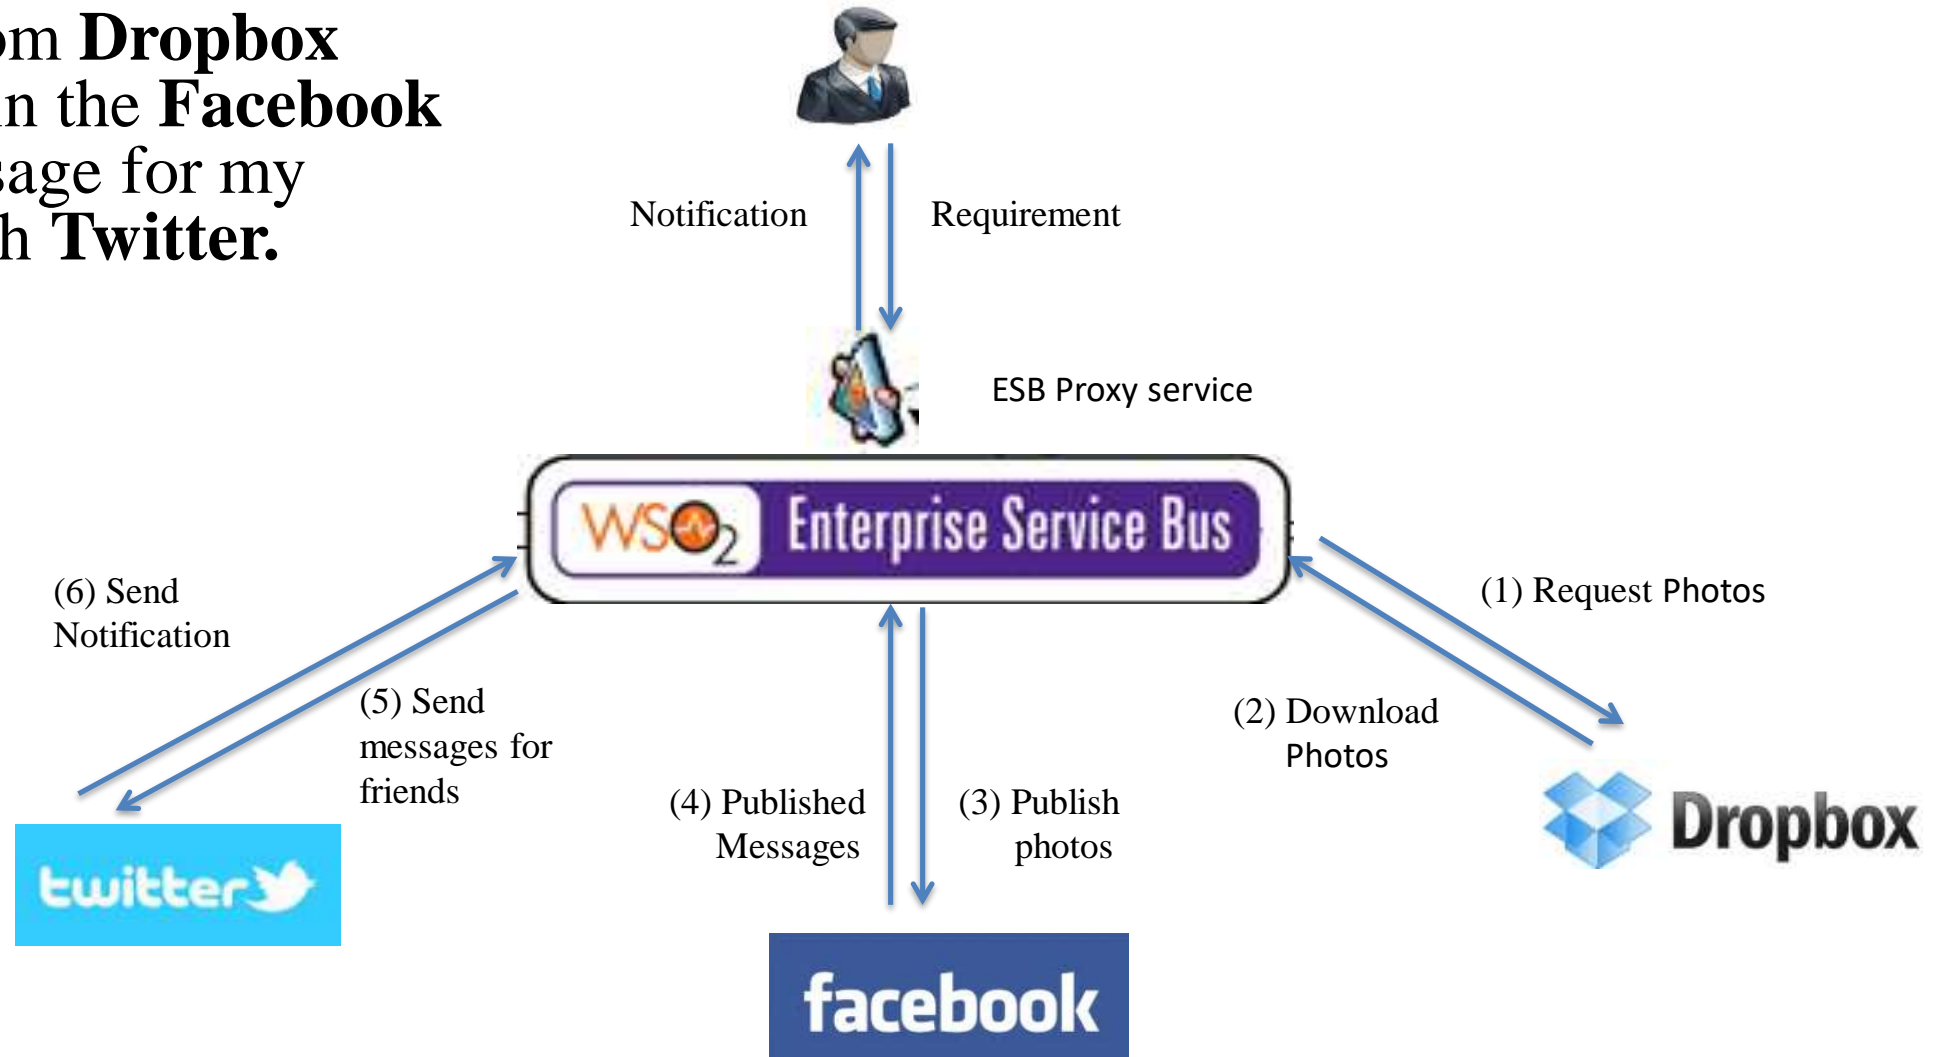 om Dropbox
in the Facebook
sage for my
h Twitter.
Notification
Requirement
ESB Proxy service
WSO2 Enterprise Service Bus
(6) Send
Notification
(1) Request Photos
(5) Send
messages for
friends
(2) Download
Photos
(4) Published
Messages
(3) Publish
photos
Dropbox
twitter
facebook